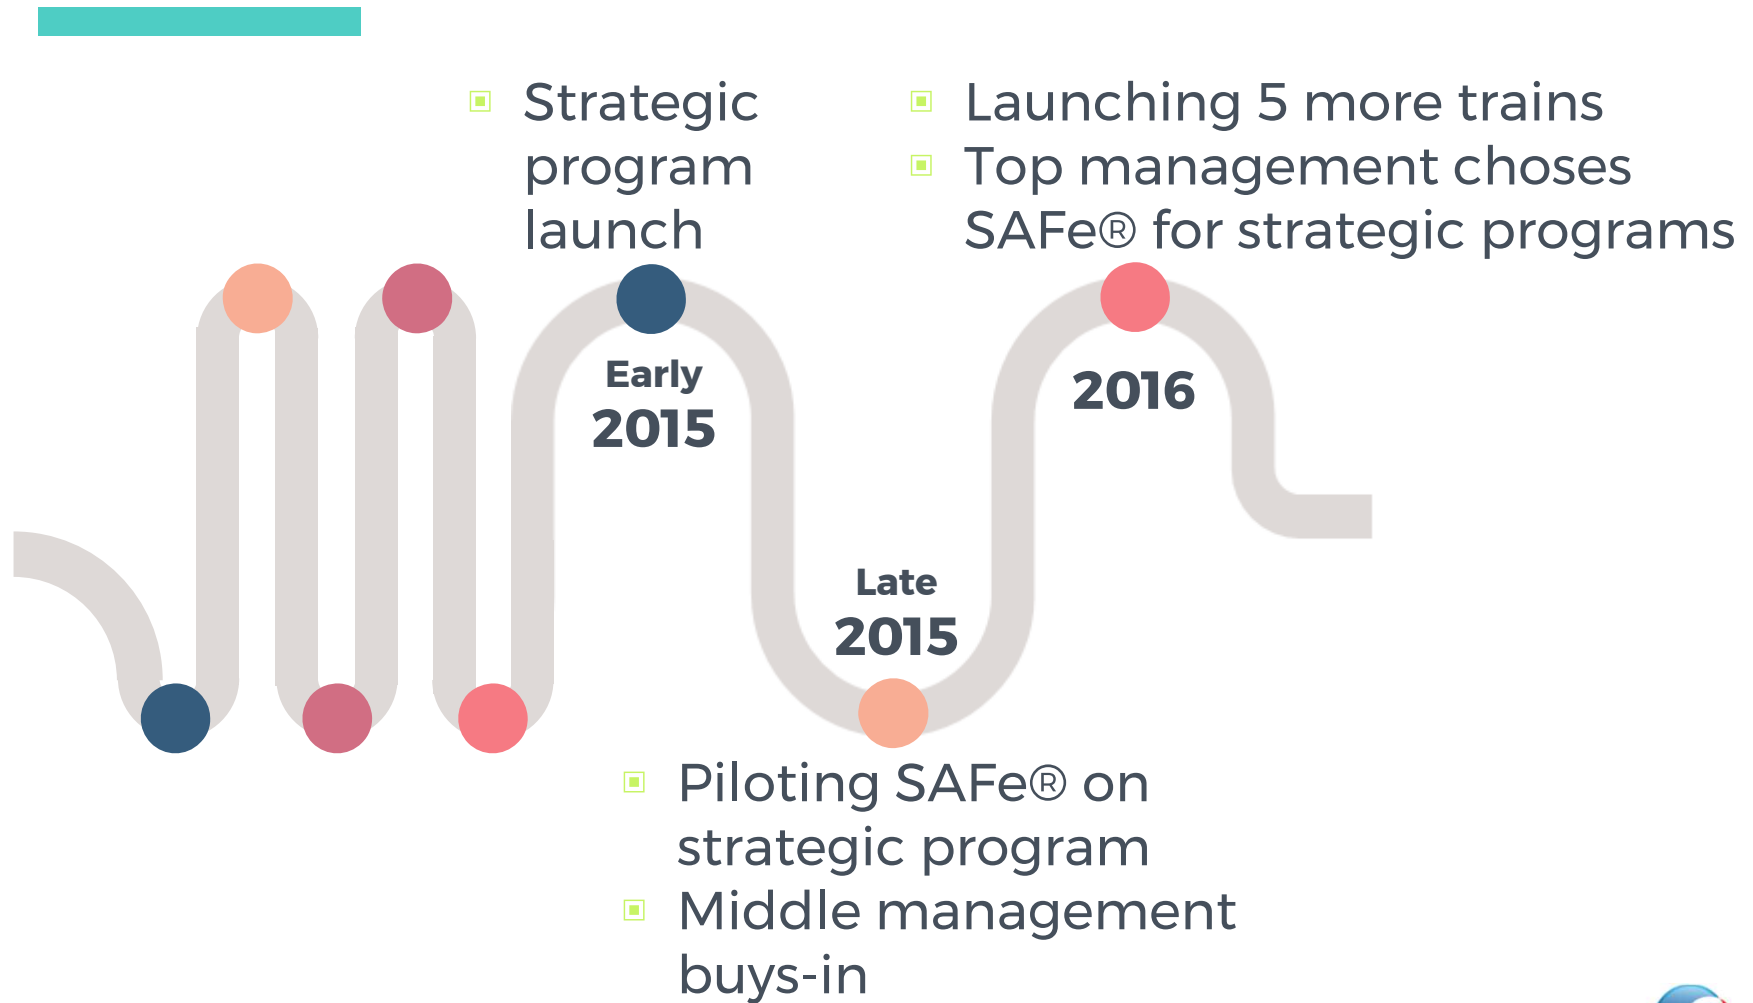 Strategic
program
launch
Early
2015
Late
2015
Piloting SAFe® on
strategic program
Middle management
buys-in
Launching 5 more trains
Top management choses
SAFe® for strategic programs
2016